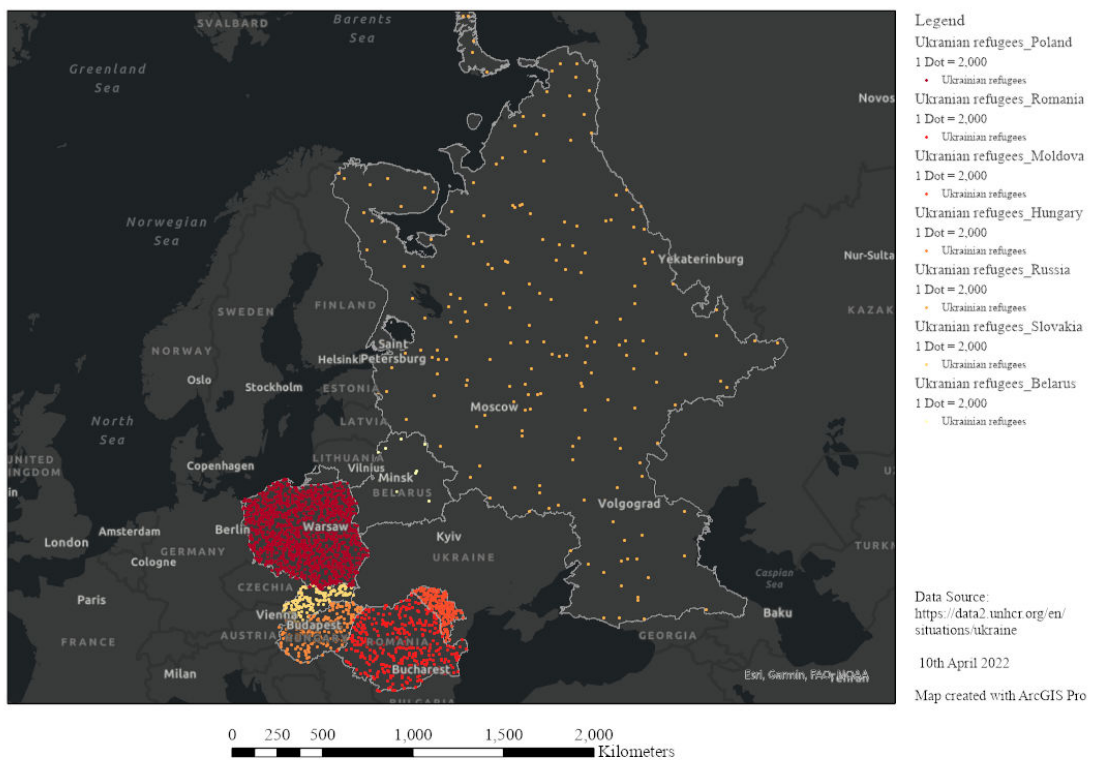 SVALBARD
Barents
Sea
Greenland
Sea
Novos
Norwegian
Sea
Yekaterinburg
Nur-Sulta
KAZAK
SWEDEN
FINLAND
NORWAY
Saint
Helsinki
Petersburg
Oslo
Stockholm
ESTONIA
North
Sea
Moscow
LATVIA
LITHUANIA
UNITED
KINGDOM
Copenhagen
Vilnius
Minsk
BELARUS
in
Volgograd
Berlin
Warsaw
Amsterdam
Kyiv
London
GERMANY
UKRAINE
Cologne
TURKM
Caspian
Sea
CZECHIA
Paris
Vienna
Budapest
Baku
AUSTRIA
HUNGARY
ROMANIA
GEORGIA
FRANCE
Milan
Bucharest
Esri, Garmin, FAO, NOAA
Tehran
BULGARIA
0 250 500 1,000 1,500 2,000
Kilometers
Legend
Ukranian refugees_Poland
1 Dot = 2,000
Ukrainian refugees
Ukranian refugees_Romania
1 Dot = 2,000
Ukrainian refugees
Ukranian refugees_Moldova
1 Dot = 2,000
Ukrainian refugees
Ukranian refugees_Hungary
1 Dot = 2,000
Ukrainian refugees
Ukranian refugees_Russia
1 Dot = 2,000
Ukrainian refugees
Ukranian refugees_Slovakia
1 Dot = 2,000
Ukrainian refugees
Ukranian refugees_Belarus
1 Dot = 2,000
Ukrainian refugees
Data Source:
https://data2.unhcr.org/en/
situations/ukraine
10th April 2022
Map created with ArcGIS Pro